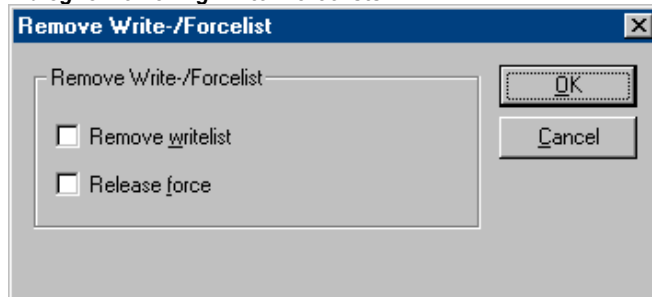 Remove Write-/Forcelist
Remove Write-/Forcelist
Remove writelist
Release force
OK
Cancel